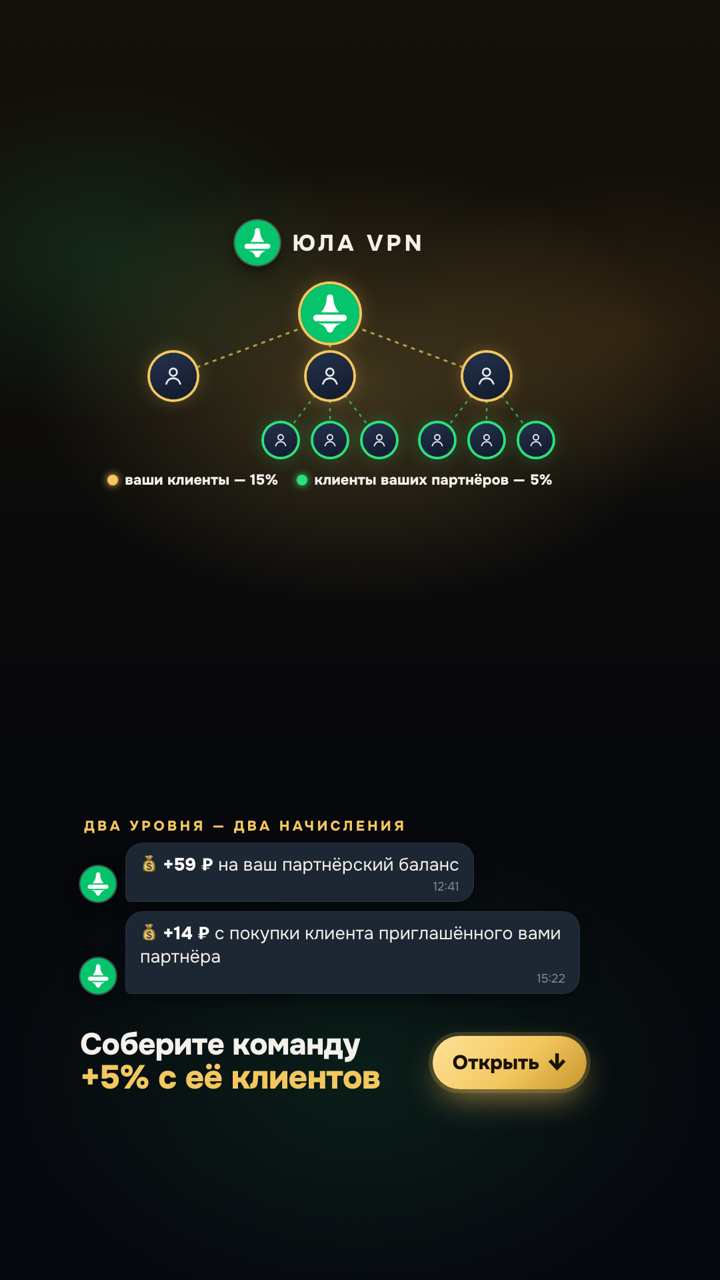 ЮЛА VPN
ваши клиенты — 15% клиенты ваших партнёров — 5%
ДВА УРОВНЯ — ДВА НАЧИСЛЕНИЯ
💰 +59 ₽ на ваш партнёрский баланс
12:41
💰 +14 ₽ с покупки клиента приглашённого вами
партнёра
15:22
Соберите команду
+5% с её клиентов
Открыть ↓